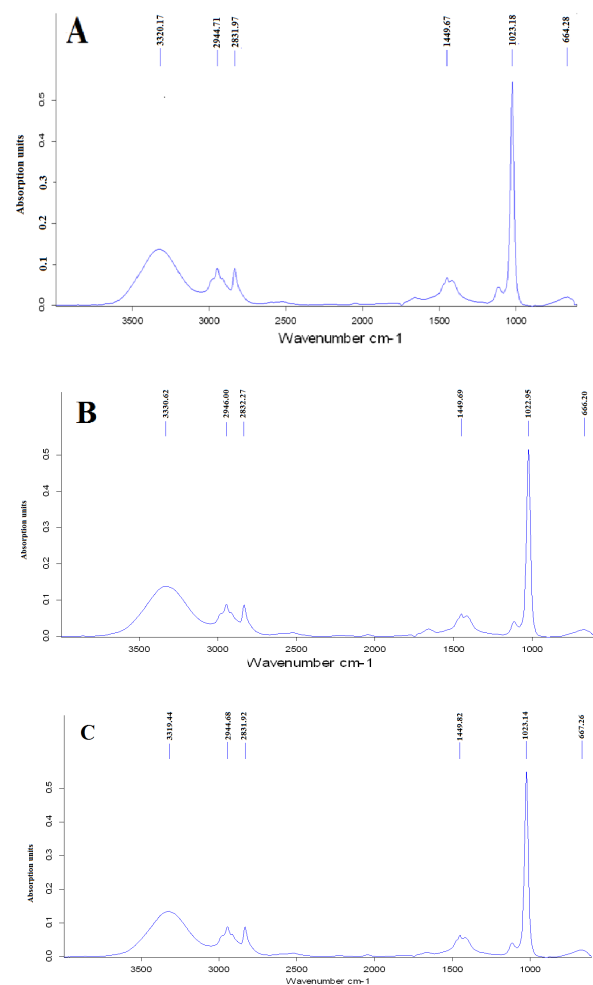 A
3320.17 2944.71 2831.97 1449.67 1023.18 664.28
Absorption units
0.5
0.4
0.3
0.2
0.1
0.0
3500 3000 2500 2000 1500 1000
Wavenumber cm-1
B
3330.62 2946.00 2832.27 1449.69 1022.95 666.20
Absorption units
0.5
0.4
0.3
0.2
0.1
0.0
3500 3000 2500 2000 1500 1000
Wavenumber cm-1
C
3319.44 2944.68 2831.92 1449.82 1023.14 667.26
Absorption units
0.5
0.4
0.3
0.2
0.1
0.0
3500 3000 2500 2000 1500 1000
Wavenumber cm-1